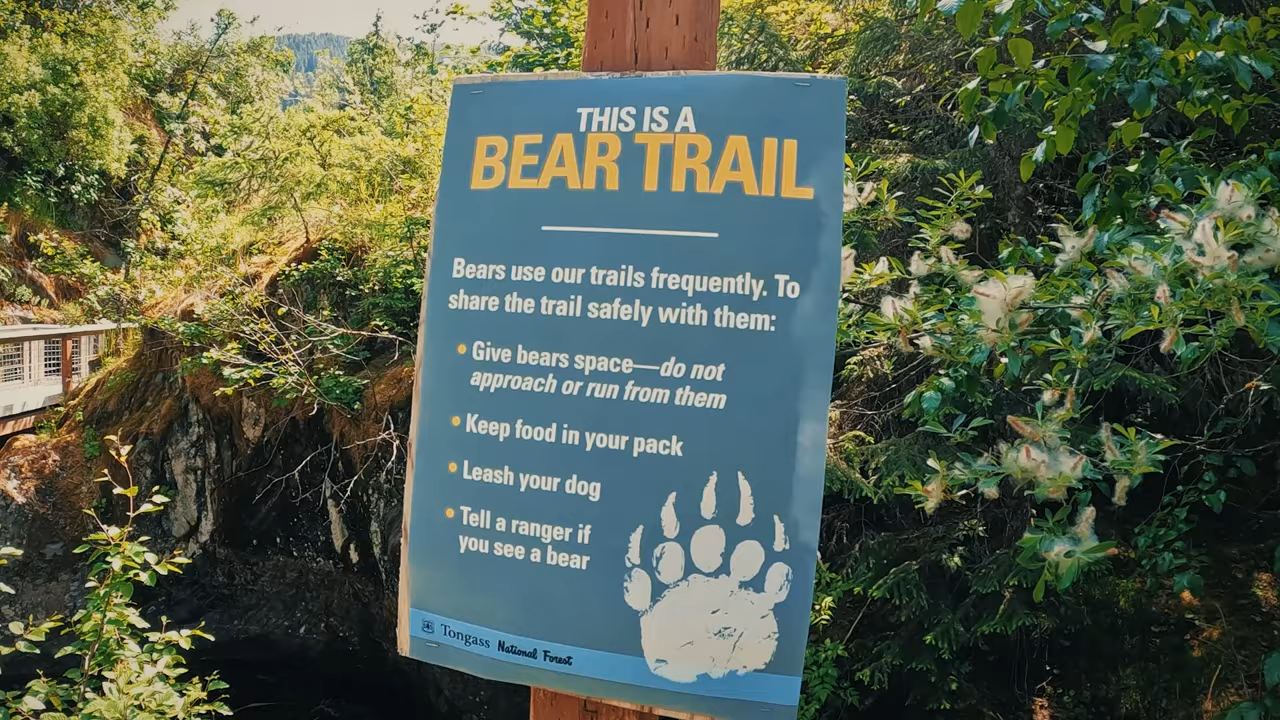 THIS IS A
BEAR TRAIL
Bears use our trails frequently. To
share the trail safely with them:
• Give bears space—do not
approach or run from them
• Keep food in your pack
• Leash your dog
• Tell a ranger if
you see a bear
Tongass National Forest